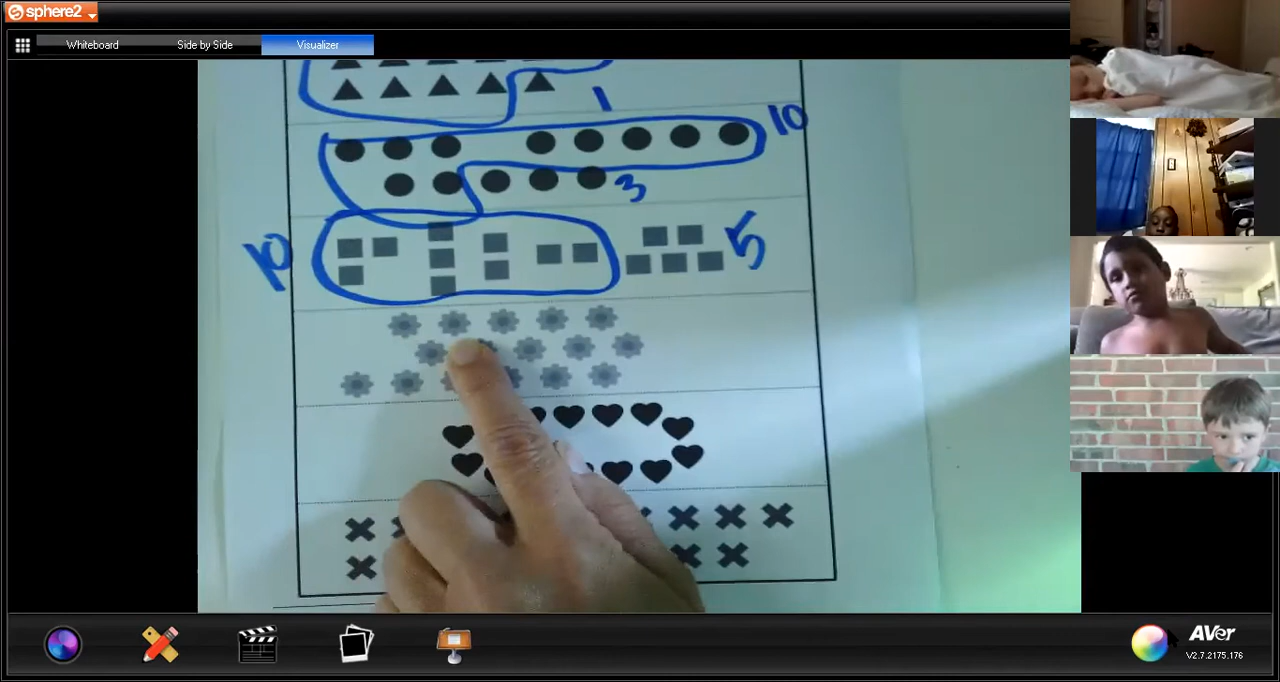 sphere2
Whiteboard
Side by Side
Visualizer
1
10
3
10
5
AVer
V2.7.2175.176